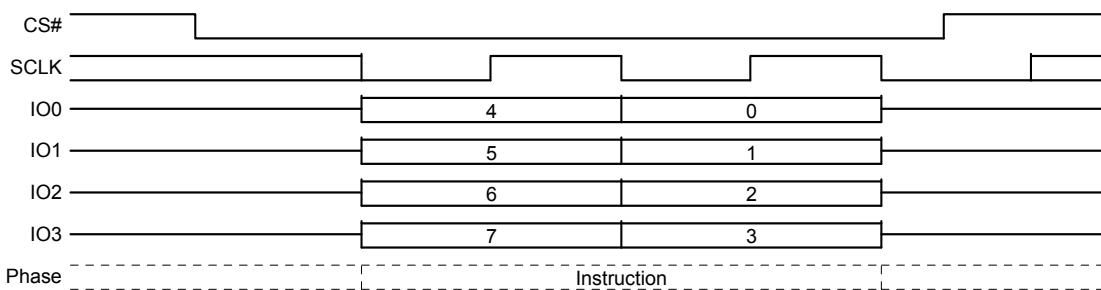 CS#
SCLK
IO0 4 0
IO1 5 1
IO2 6 2
IO3 7 3
Phase Instruction